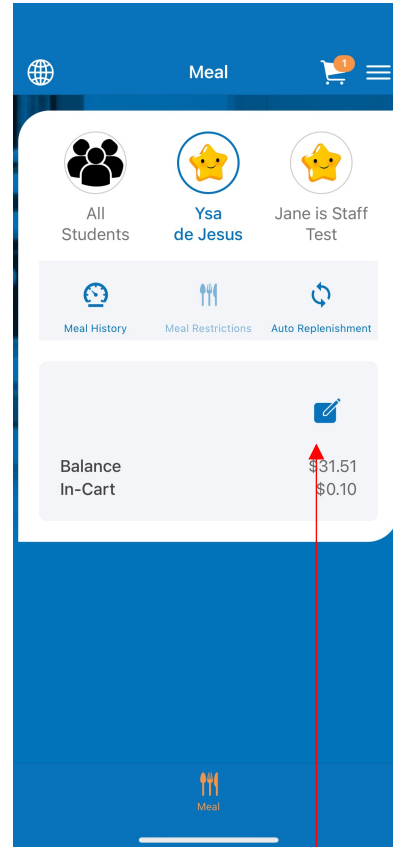 Meal
1
All
Students
Ysa
de Jesus
Jane is Staff
Test
Meal History
Meal Restrictions
Auto Replenishment
Balance $31.51
In-Cart $0.10
Meal